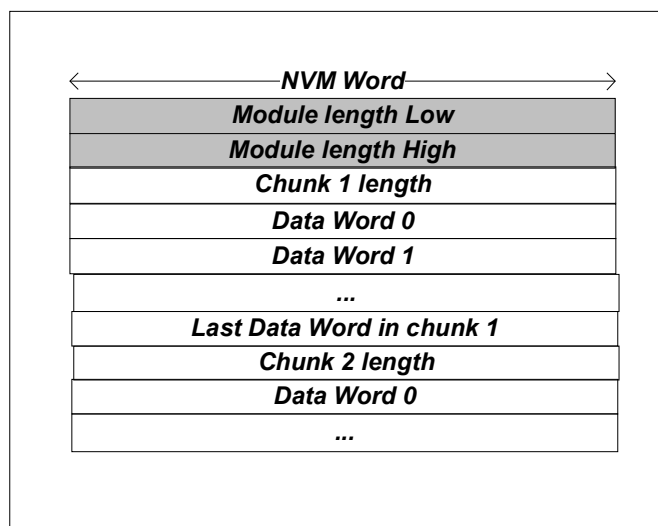 NVM Word
Module length Low
Module length High
Chunk 1 length
Data Word 0
Data Word 1
...
Last Data Word in chunk 1
Chunk 2 length
Data Word 0
...